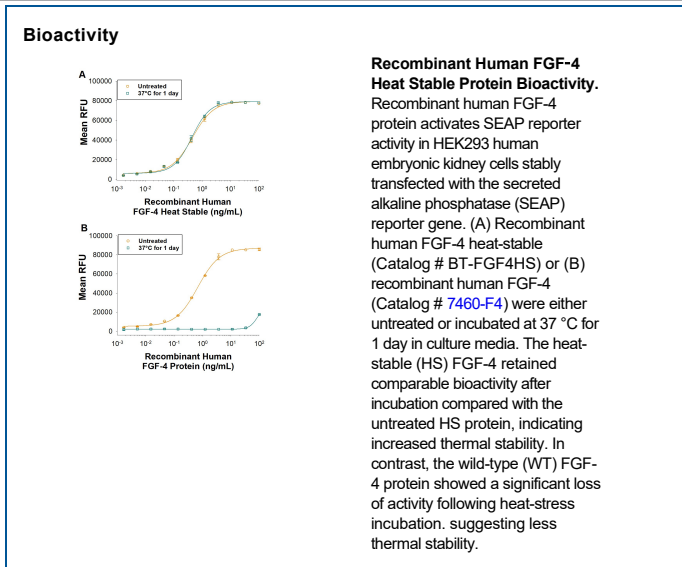 Bioactivity
A
100000
80000
60000
40000
20000
0
Mean RFU
Untreated
37°C for 1 day
10-3 10-2 10-1 100 101 102
Recombinant Human
FGF-4 Heat Stable (ng/mL)
B
100000
80000
60000
40000
20000
0
Mean RFU
Untreated
37°C for 1 day
10-3 10-2 10-1 100 101 102
Recombinant Human
FGF-4 Protein (ng/mL)
Recombinant Human FGF-4
Heat Stable Protein Bioactivity.
Recombinant human FGF-4
protein activates SEAP reporter
activity in HEK293 human
embryonic kidney cells stably
transfected with the secreted
alkaline phosphatase (SEAP)
reporter gene. (A) Recombinant
human FGF-4 heat-stable
(Catalog # BT-FGF4HS) or (B)
recombinant human FGF-4
(Catalog # 7460-F4) were either
untreated or incubated at 37 °C for
1 day in culture media. The heat-
stable (HS) FGF-4 retained
comparable bioactivity after
incubation compared with the
untreated HS protein, indicating
increased thermal stability. In
contrast, the wild-type (WT) FGF-
4 protein showed a significant loss
of activity following heat-stress
incubation. suggesting less
thermal stability.